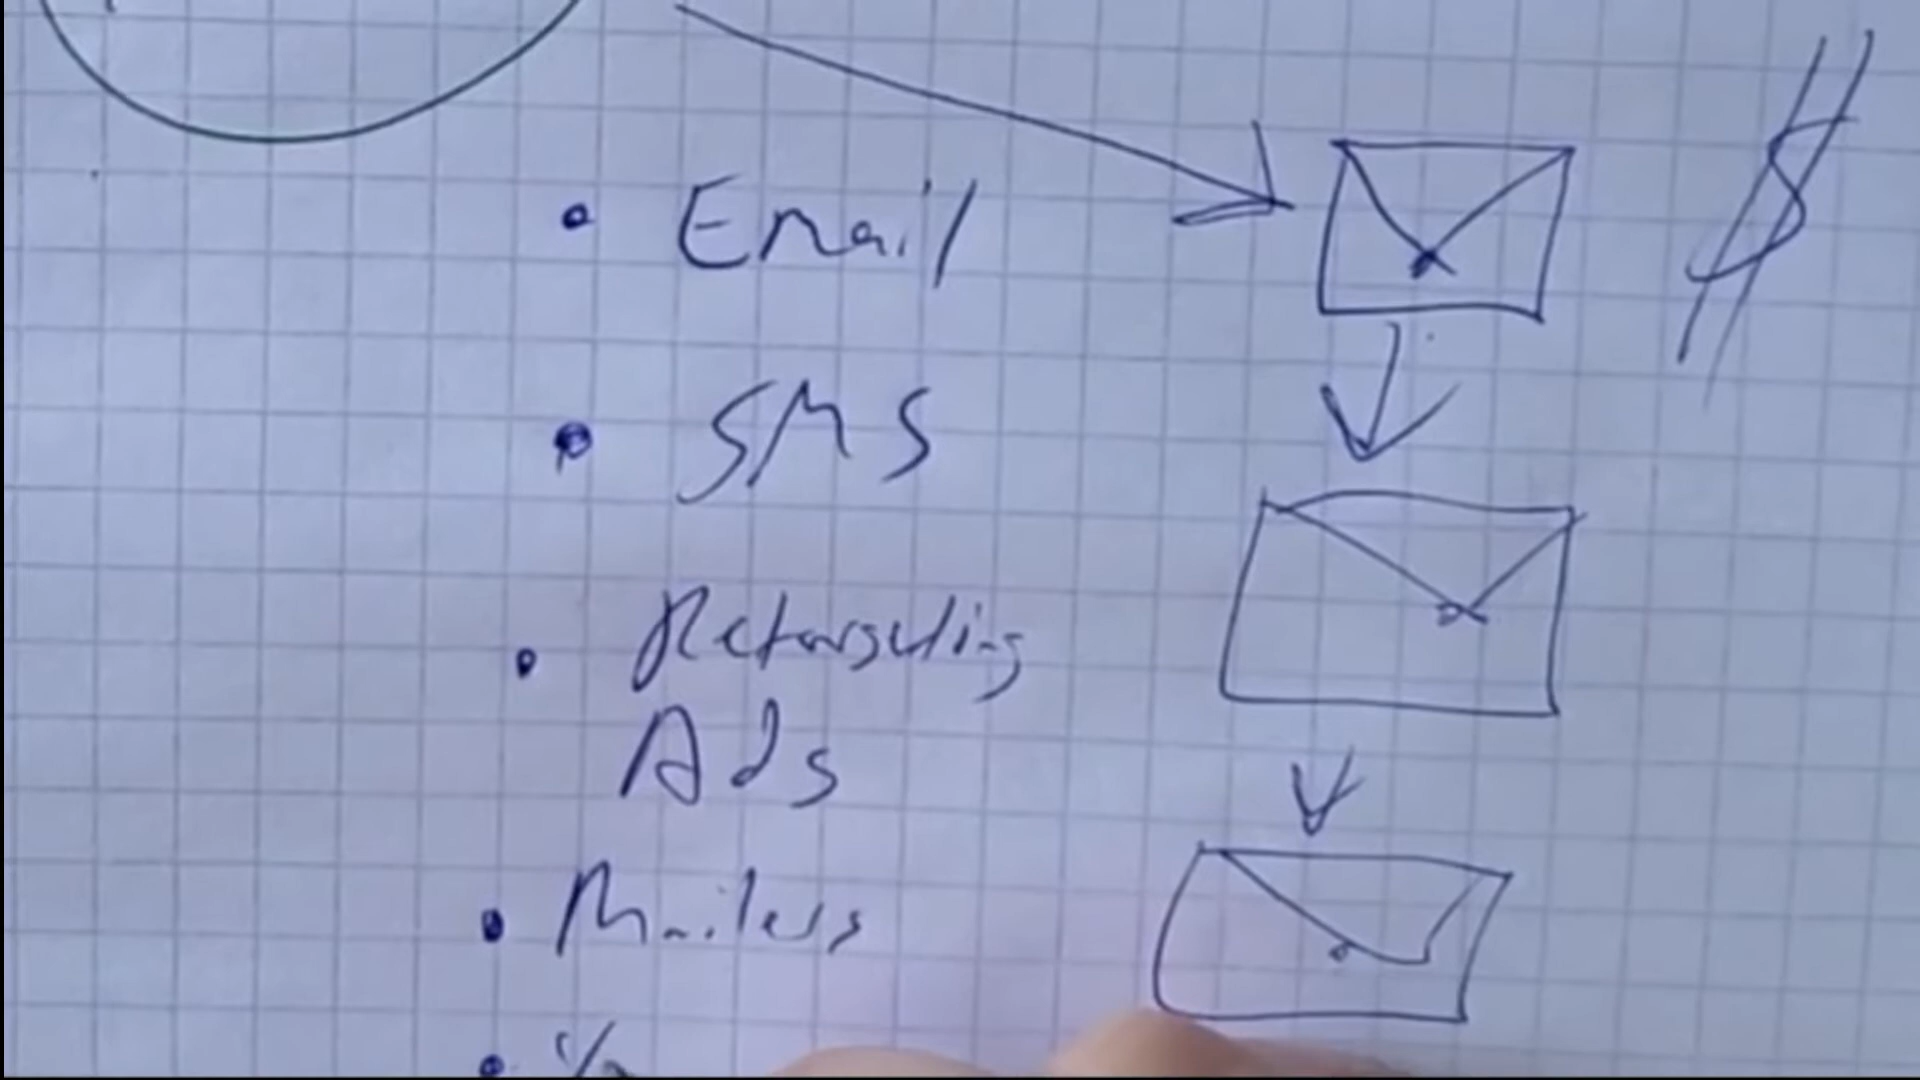 • Email
$
• SMS
• Retargeting
Ads
• Mailers